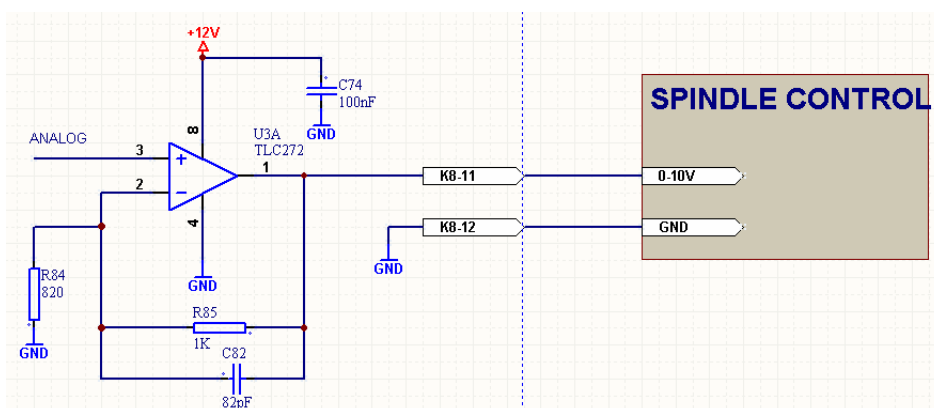 +12V
C74
100nF
GND
SPINDLE CONTROL
ANALOG
8
U3A
TLC272
3
+
1
2
-
4
K8-11
0-10V
K8-12
GND
GND
GND
R84
820
GND
R85
1K
C82
82pF